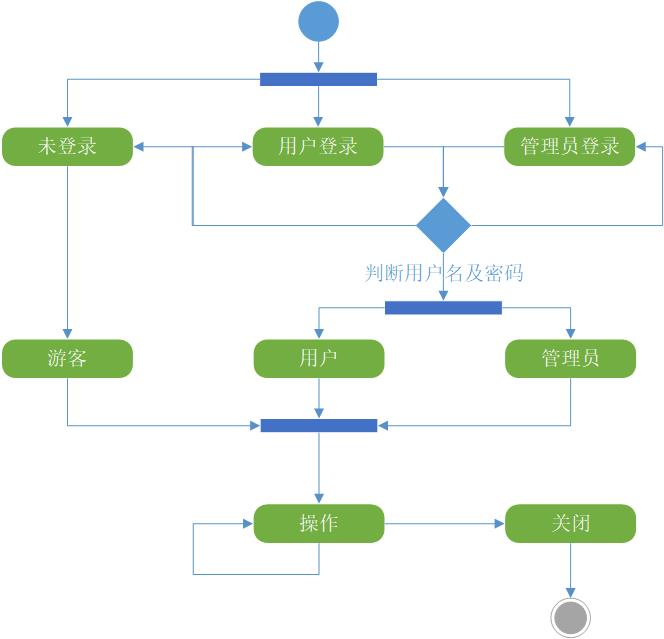 未登录
用户登录
管理员登录
判断用户名及密码
游客
用户
管理员
操作
关闭